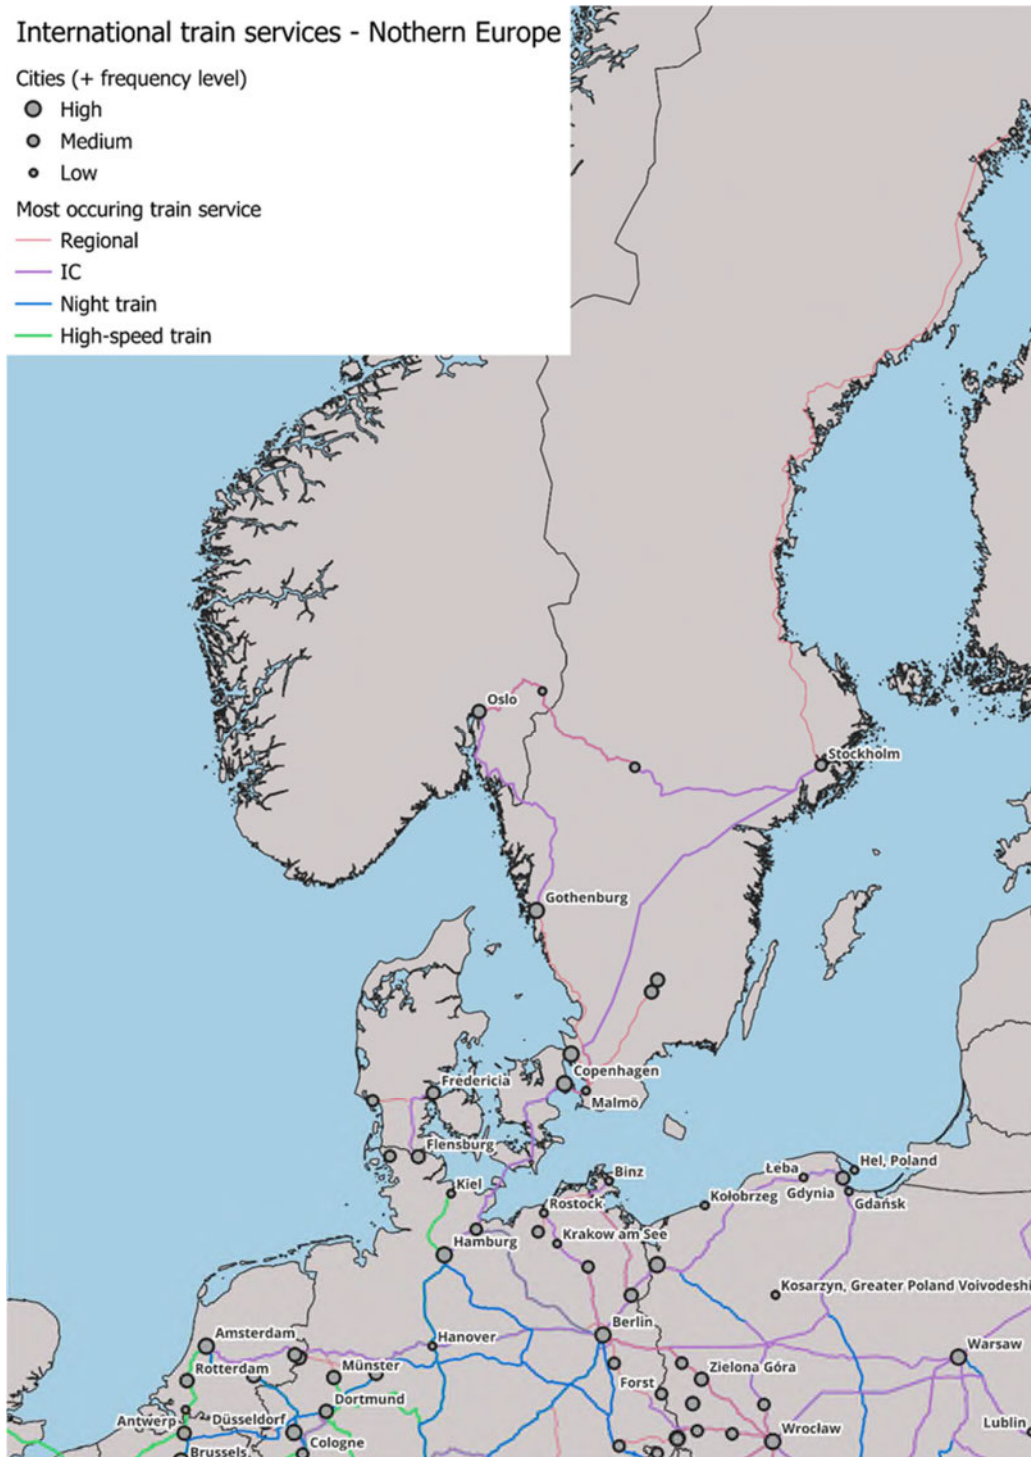 International train services - Nothern Europe
Cities (+ frequency level)
High
Medium
Low
Most occuring train service
Regional
IC
Night train
High-speed train
Oslo
Stockholm
Gothenburg
Copenhagen
Fredericia
Malmö
Flensburg
Hel, Poland
Łeba
Binz
Kiel
Gdynia
Kołobrzeg
Gdańsk
Rostock
Krakow am See
Hamburg
Kosarzyn, Greater Poland Voivodeshi
Berlin
Amsterdam
Hanover
Warsaw
Münster
Zielona Góra
Rotterdam
Forst
Dortmund
Antwerp
Düsseldorf
Lublin
Wrocław
Cologne
Brussels